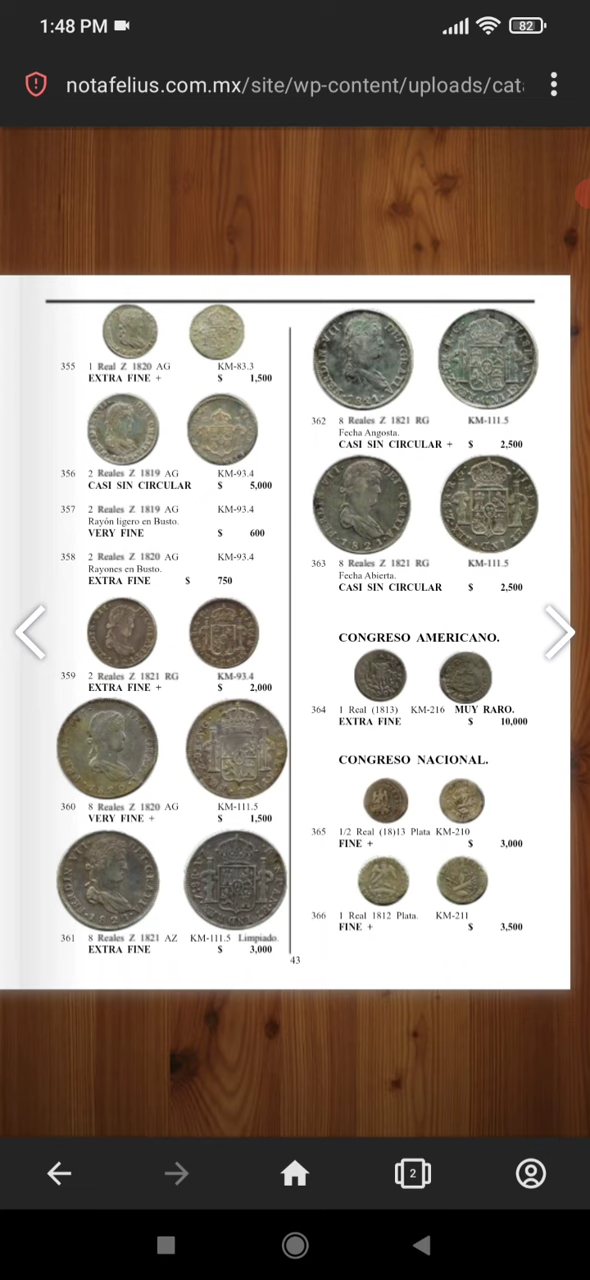 1:48 PM
82
notafelius.com.mx/site/wp-content/uploads/cat
355 1 Real Z 1820 AG KM-83.3
EXTRA FINE + $ 1,500
356 2 Reales Z 1819 AG KM-93.4
CASI SIN CIRCULAR $ 5,000
357 2 Reales Z 1819 AG KM-93.4
Rayón ligero en Busto.
VERY FINE $ 600
358 2 Reales Z 1820 AG KM-93.4
Rayones en Busto.
EXTRA FINE $ 750
359 2 Reales Z 1821 RG KM-93.4
EXTRA FINE + $ 2,000
360 8 Reales Z 1820 AG KM-111.5
VERY FINE + $ 1,500
361 8 Reales Z 1821 AZ KM-111.5 Limpiado.
EXTRA FINE $ 3,000
362 8 Reales Z 1821 RG KM-111.5
Fecha Angosta.
CASI SIN CIRCULAR + $ 2,500
363 8 Reales Z 1821 RG KM-111.5
Fecha Abierta.
CASI SIN CIRCULAR $ 2,500
CONGRESO AMERICANO.
364 1 Real (1813) KM-216 MUY RARO.
EXTRA FINE $ 10,000
CONGRESO NACIONAL.
365 1/2 Real (18)13 Plata KM-210
FINE + $ 3,000
366 1 Real 1812 Plata. KM-211
FINE + $ 3,500
43
2